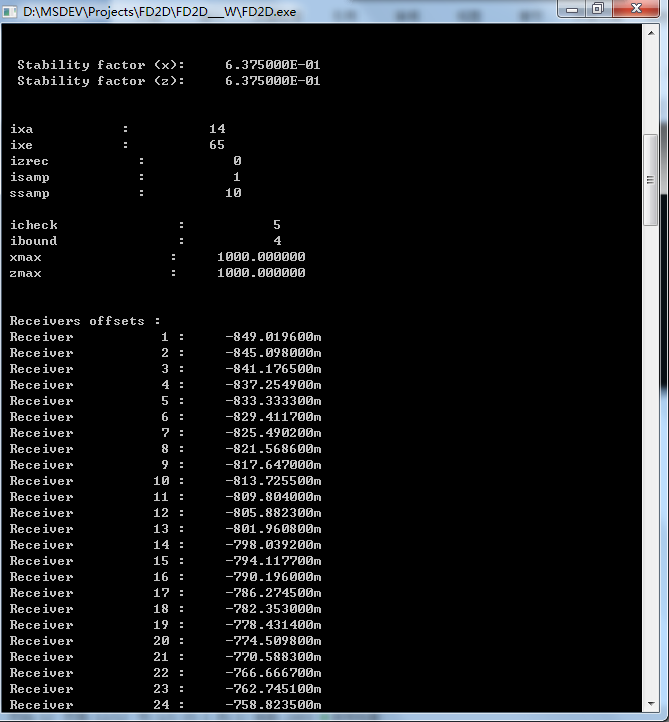 D:\MSDEV\Projects\FD2D\FD2D___W\FD2D.exe
Stability factor (x): 6.375000E-01
Stability factor (z): 6.375000E-01
ixa : 14
ixe : 65
izrec : 0
isamp : 1
ssamp : 10
icheck : 5
ibound : 4
xmax : 1000.000000
zmax : 1000.000000
Receivers offsets :
Receiver 1 : -849.019600m
Receiver 2 : -845.098000m
Receiver 3 : -841.176500m
Receiver 4 : -837.254900m
Receiver 5 : -833.333300m
Receiver 6 : -829.411700m
Receiver 7 : -825.490200m
Receiver 8 : -821.568600m
Receiver 9 : -817.647000m
Receiver 10 : -813.725500m
Receiver 11 : -809.804000m
Receiver 12 : -805.882300m
Receiver 13 : -801.960800m
Receiver 14 : -798.039200m
Receiver 15 : -794.117700m
Receiver 16 : -790.196000m
Receiver 17 : -786.274500m
Receiver 18 : -782.353000m
Receiver 19 : -778.431400m
Receiver 20 : -774.509800m
Receiver 21 : -770.588300m
Receiver 22 : -766.666700m
Receiver 23 : -762.745100m
Receiver 24 : -758.823500m